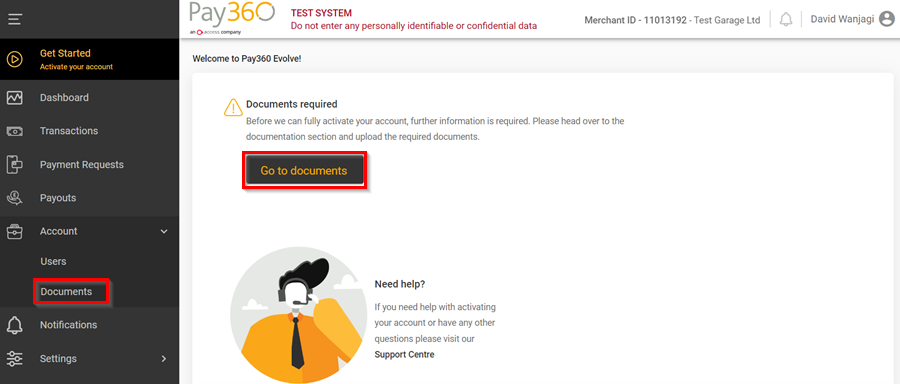 Pay360
an access company
TEST SYSTEM
Do not enter any personally identifiable or confidential data
Merchant ID - 11013192 - Test Garage Ltd
David Wanjagi
Get Started
Activate your account
Dashboard
Transactions
Payment Requests
Payouts
Account
Users
Documents
Notifications
Settings
Welcome to Pay360 Evolve!
Documents required
Before we can fully activate your account, further information is required. Please head over to the
documentation section and upload the required documents.
Go to documents
Need help?
If you need help with activating
your account or have any other
questions please visit our
Support Centre